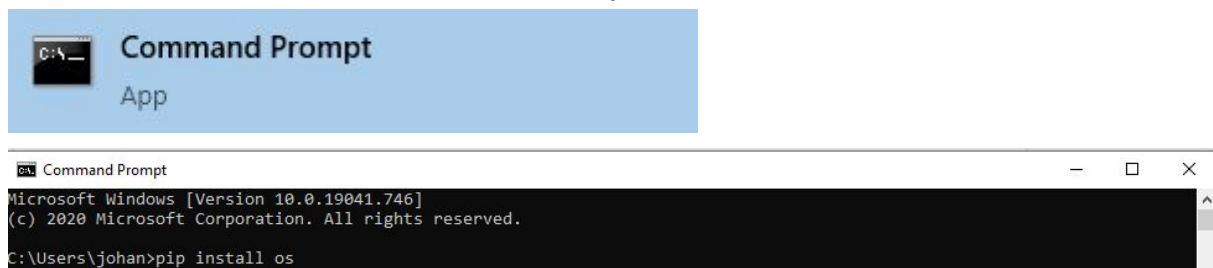 C:\_
Command Prompt
App
C:\. Command Prompt
Microsoft Windows [Version 10.0.19041.746]
(c) 2020 Microsoft Corporation. All rights reserved.
C:\Users\johan>pip install os